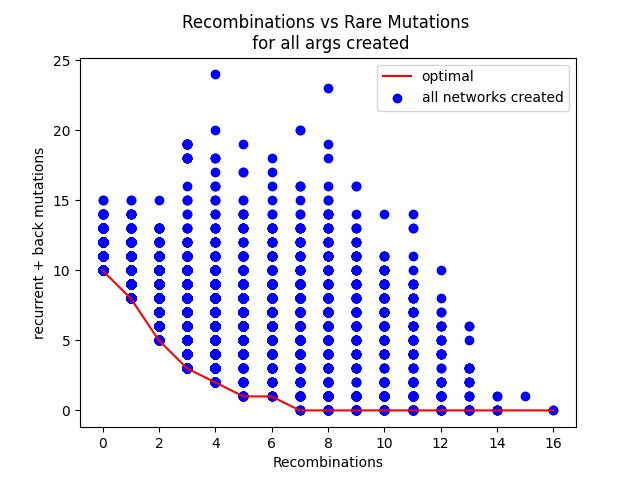 Recombinations vs Rare Mutations
for all args created
optimal
all networks created
recurrent + back mutations
25
20
15
10
5
0
0 2 4 6 8 10 12 14 16
Recombinations